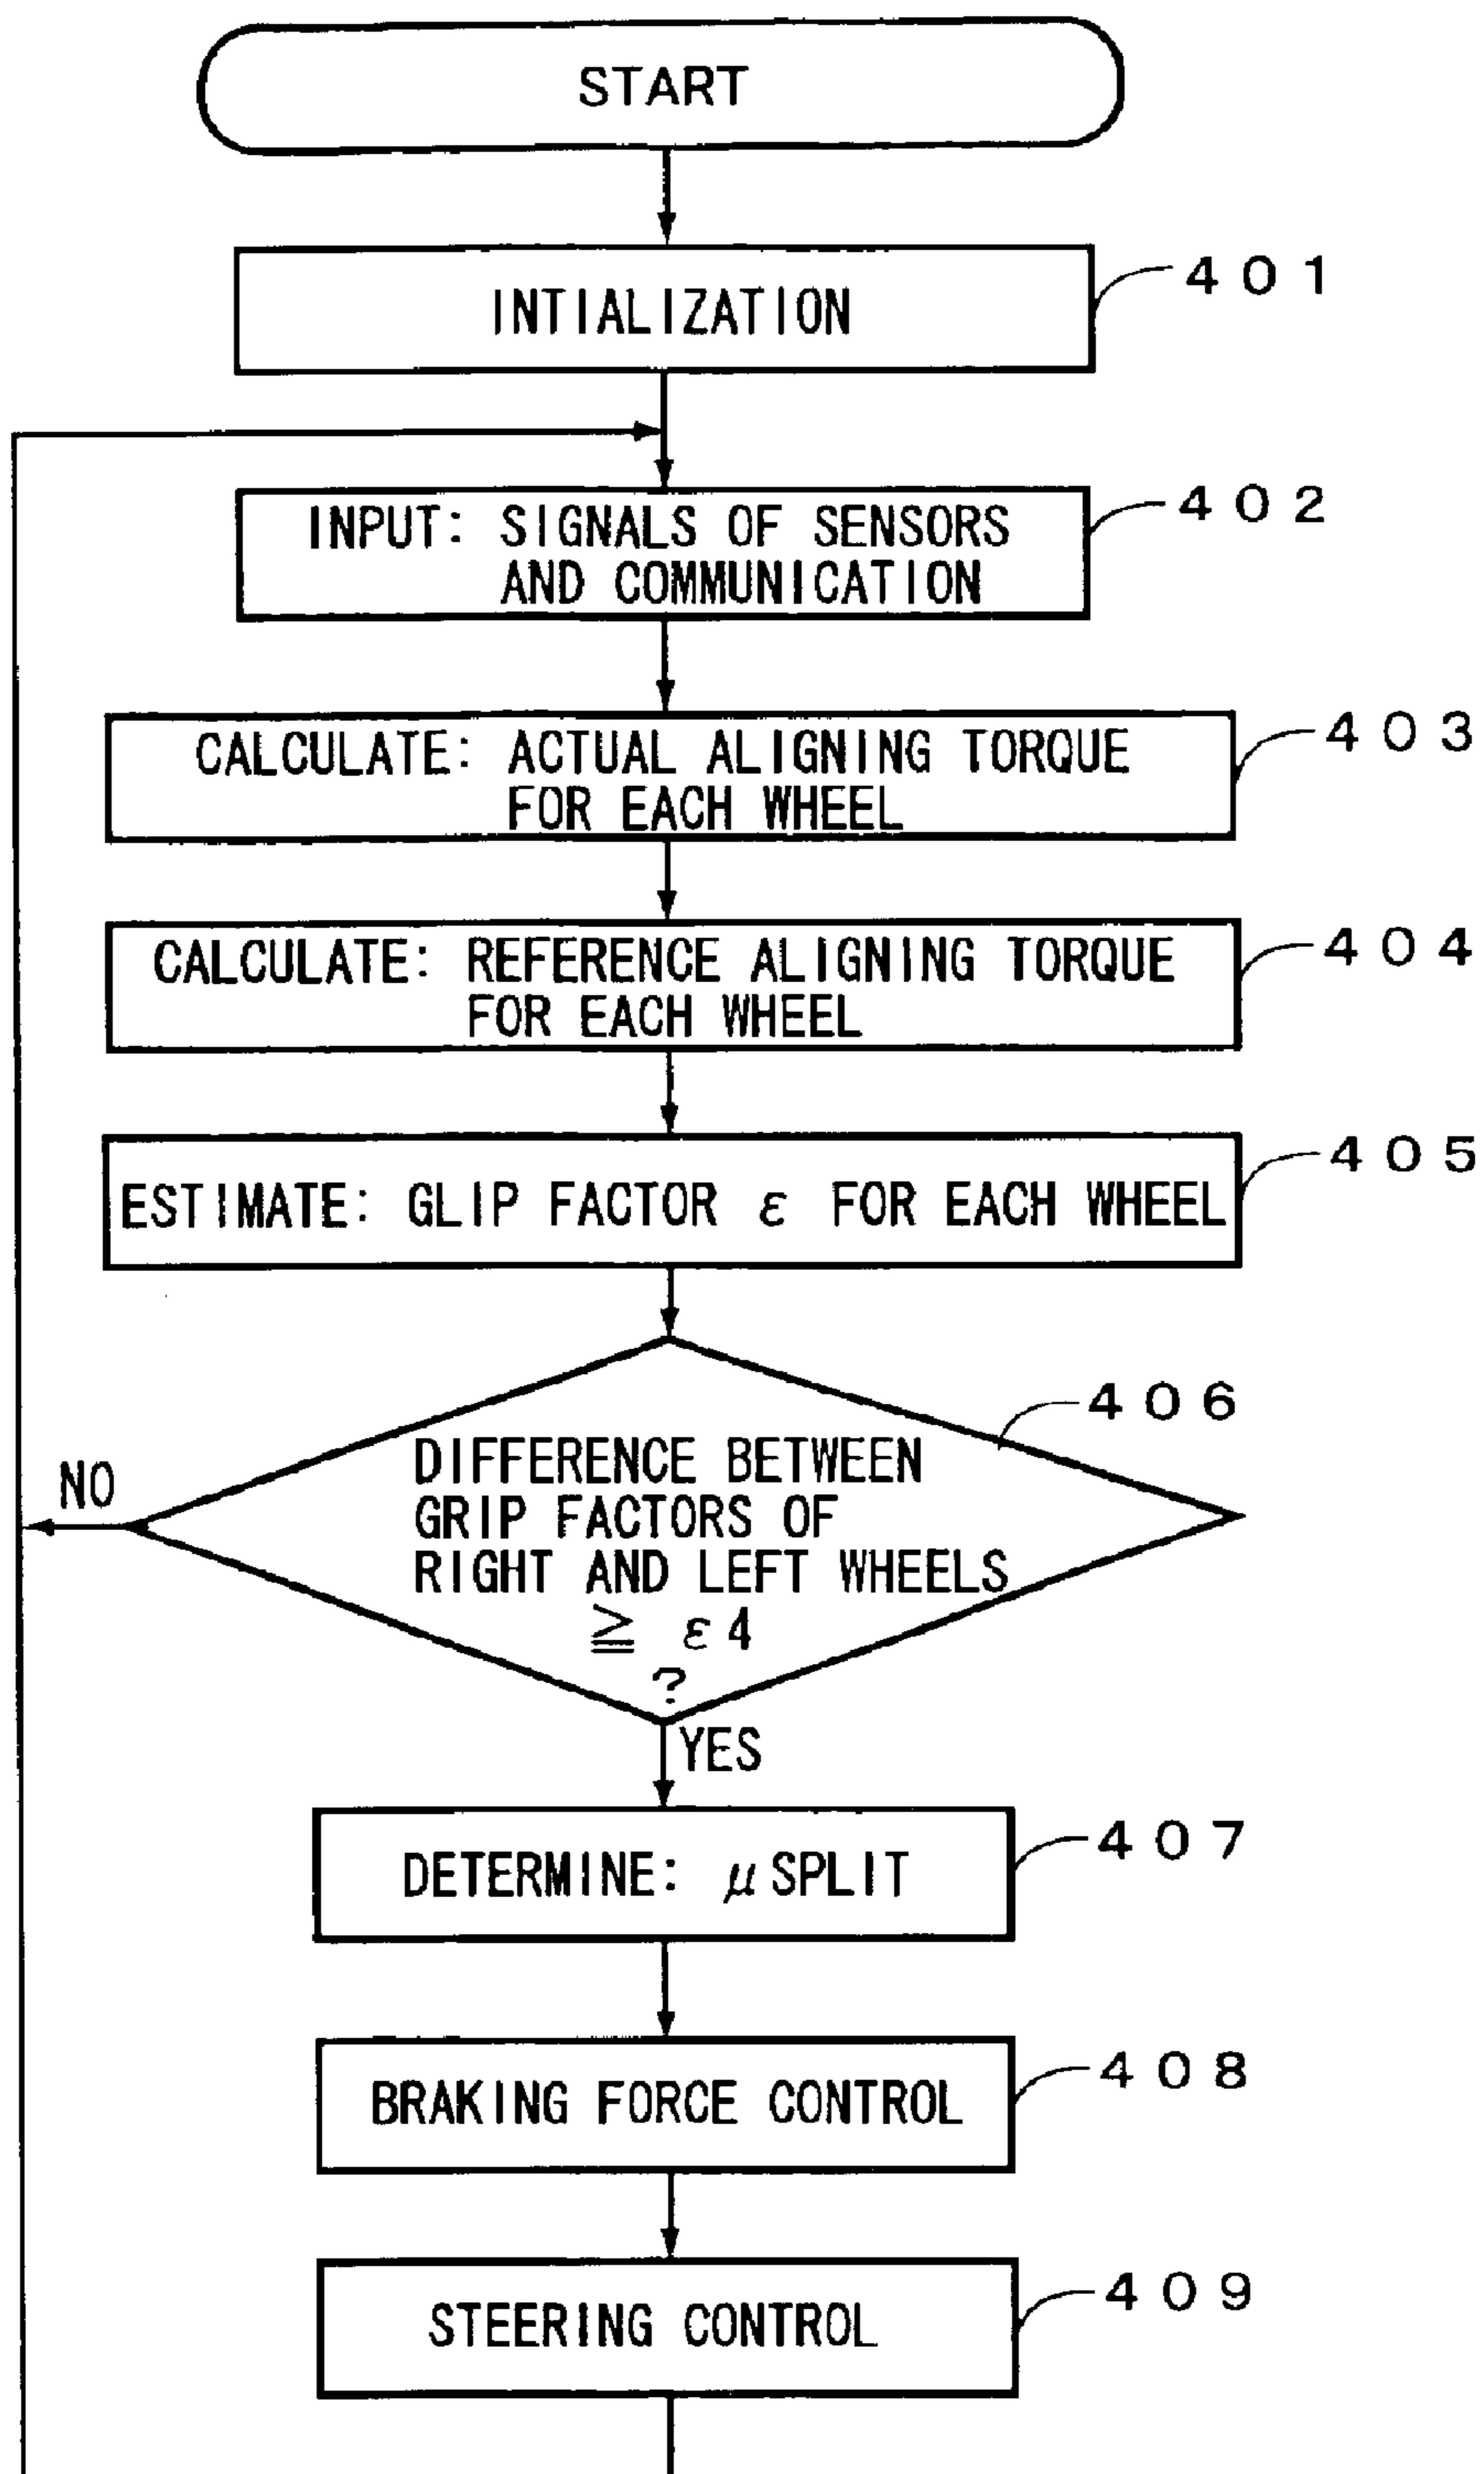 START
INTIALIZATION
401
INPUT: SIGNALS OF SENSORS
AND COMMUNICATION
402
CALCULATE: ACTUAL ALIGNING TORQUE
FOR EACH WHEEL
403
CALCULATE: REFERENCE ALIGNING TORQUE
FOR EACH WHEEL
404
ESTIMATE: GLIP FACTOR ε FOR EACH WHEEL
405
406
DIFFERENCE BETWEEN
GRIP FACTORS OF
RIGHT AND LEFT WHEELS
≧ ε4
?
NO
YES
DETERMINE: μSPLIT
407
BRAKING FORCE CONTROL
408
STEERING CONTROL
409